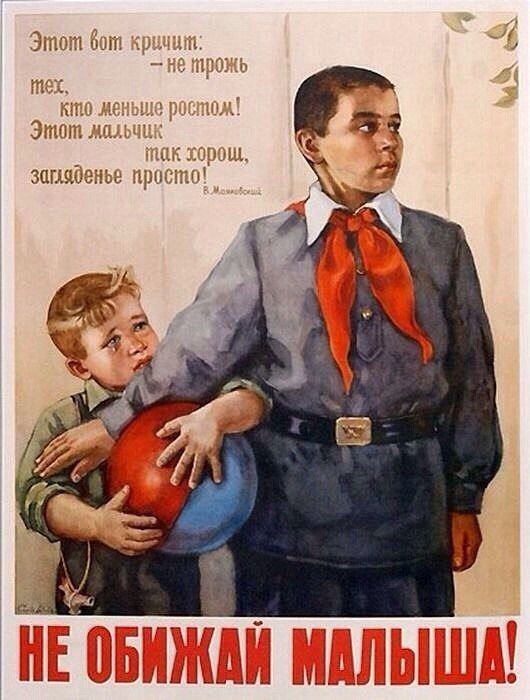 Этот вот кричит:
— не трожь
тех,
кто меньше ростом!
Этот мальчик
так хорош,
загляденье просто!
В. Маяковский
НЕ ОБИЖАЙ МАЛЫША!